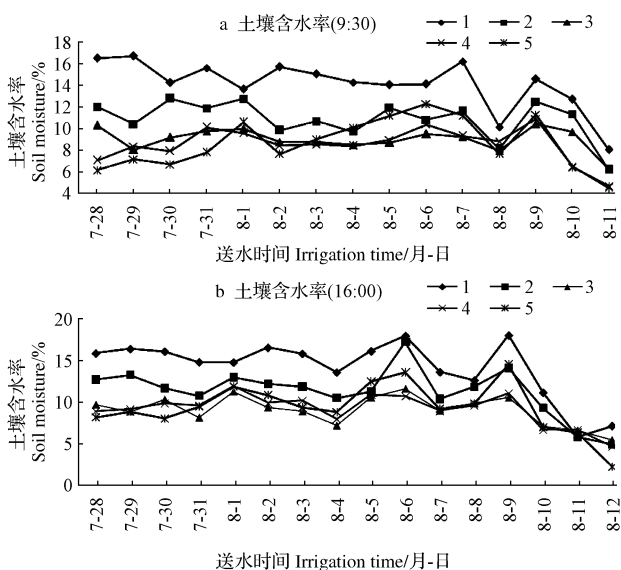 a 土壤含水率(9:30)
1 2 3
4 5
18
16
14
12
10
8
6
4
土壤含水率
Soil moisture/%
7-28 7-29 7-30 7-31 8-1 8-2 8-3 8-4 8-5 8-6 8-7 8-8 8-9 8-10 8-11
送水时间 Irrigation time/月-日
b 土壤含水率(16:00)
1 2 3
4 5
20
15
10
5
0
土壤含水率
Soil moisture/%
7-28 7-29 7-30 7-31 8-1 8-2 8-3 8-4 8-5 8-6 8-7 8-8 8-9 8-10 8-11 8-12
送水时间 Irrigation time/月-日